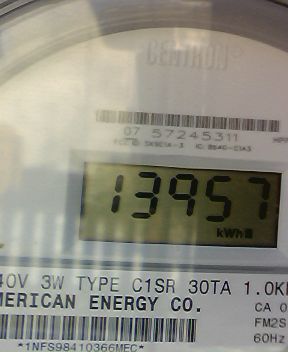 CENTRON
07 57245311
13957
kWh
40V 3W TYPE C1SR 30TA 1.0K
MERICAN ENERGY CO.
CA 0
FM2S
60Hz
*1NFS98410366MEC*